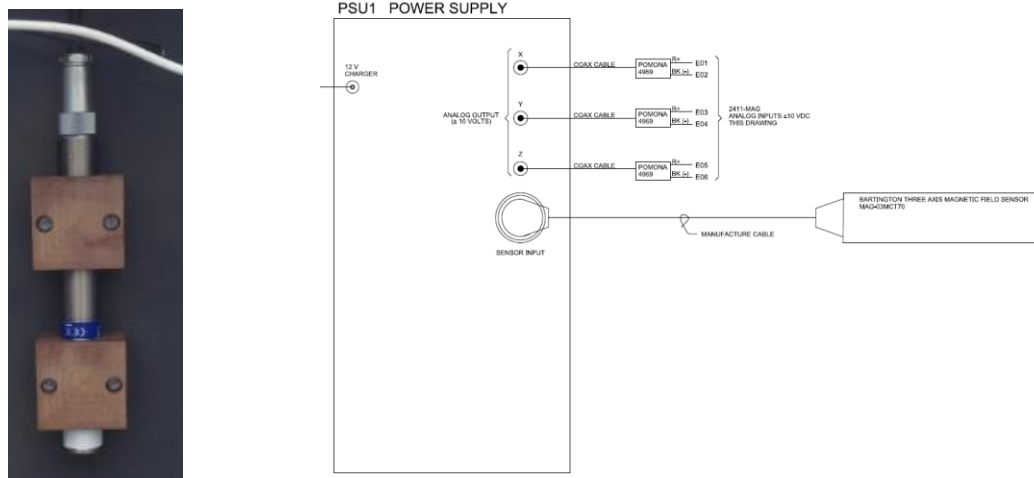 PSU1 POWER SUPPLY
12 V
CHARGER
ANALOG OUTPUT
(± 10 VOLTS)
X
COAX CABLE
POMONA
4969
R+
E01
BK (-)
E02
Y
COAX CABLE
POMONA
4969
R+
E03
BK (-)
E04
Z
COAX CABLE
POMONA
4969
R+
E05
BK (-)
E06
2411-MAG
ANALOG INPUTS ±10 VDC
THIS DRAWING
SENSOR INPUT
MANUFACTURE CABLE
BARTINGTON THREE AXIS MAGNETIC FIELD SENSOR
MAG-03MCT70